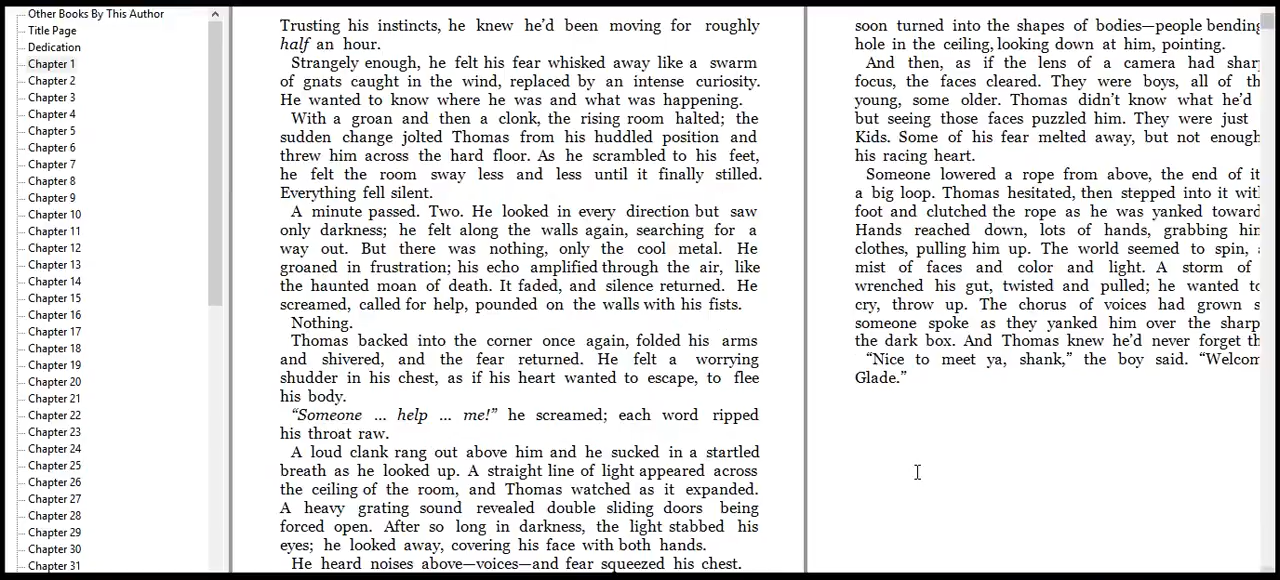 Other Books By This Author
Title Page
Dedication
Chapter 1
Chapter 2
Chapter 3
Chapter 4
Chapter 5
Chapter 6
Chapter 7
Chapter 8
Chapter 9
Chapter 10
Chapter 11
Chapter 12
Chapter 13
Chapter 14
Chapter 15
Chapter 16
Chapter 17
Chapter 18
Chapter 19
Chapter 20
Chapter 21
Chapter 22
Chapter 23
Chapter 24
Chapter 25
Chapter 26
Chapter 27
Chapter 28
Chapter 29
Chapter 30
Chapter 31
Trusting his instincts, he knew he’d been moving for roughly
half an hour.
Strangely enough, he felt his fear whisked away like a swarm
of gnats caught in the wind, replaced by an intense curiosity.
He wanted to know where he was and what was happening.
With a groan and then a clonk, the rising room halted; the
sudden change jolted Thomas from his huddled position and
threw him across the hard floor. As he scrambled to his feet,
he felt the room sway less and less until it finally stilled.
Everything fell silent.
A minute passed. Two. He looked in every direction but saw
only darkness; he felt along the walls again, searching for a
way out. But there was nothing, only the cool metal. He
groaned in frustration; his echo amplified through the air, like
the haunted moan of death. It faded, and silence returned. He
screamed, called for help, pounded on the walls with his fists.
Nothing.
Thomas backed into the corner once again, folded his arms
and shivered, and the fear returned. He felt a worrying
shudder in his chest, as if his heart wanted to escape, to flee
his body.
“Someone ... help ... me!” he screamed; each word ripped
his throat raw.
A loud clank rang out above him and he sucked in a startled
breath as he looked up. A straight line of light appeared across
the ceiling of the room, and Thomas watched as it expanded.
A heavy grating sound revealed double sliding doors being
forced open. After so long in darkness, the light stabbed his
eyes; he looked away, covering his face with both hands.
He heard noises above—voices—and fear squeezed his chest.
soon turned into the shapes of bodies—people bending
hole in the ceiling, looking down at him, pointing.
And then, as if the lens of a camera had shar
focus, the faces cleared. They were boys, all of th
young, some older. Thomas didn’t know what he’d
but seeing those faces puzzled him. They were just
Kids. Some of his fear melted away, but not enough
his racing heart.
Someone lowered a rope from above, the end of it
a big loop. Thomas hesitated, then stepped into it wit
foot and clutched the rope as he was yanked toward
Hands reached down, lots of hands, grabbing him
clothes, pulling him up. The world seemed to spin,
mist of faces and color and light. A storm of
wrenched his gut, twisted and pulled; he wanted to
cry, throw up. The chorus of voices had grown s
someone spoke as they yanked him over the sharp
the dark box. And Thomas knew he’d never forget th
“Nice to meet ya, shank,” the boy said. “Welcom
Glade.”